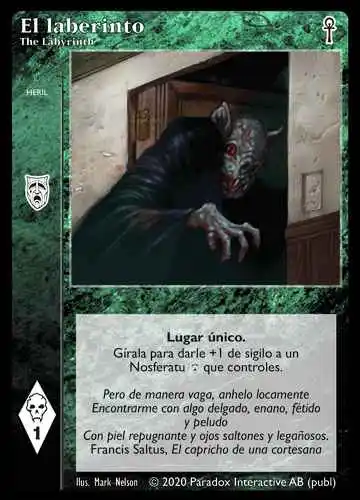 El laberinto
The Labyrinth
HERIL
Lugar único.
Gírala para darle +1 de sigilo a un
Nosferatu que controles.
Pero de manera vaga, anhelo locamente
Encontrarme con algo delgado, enano, fétido
y peludo
Con piel repugnante y ojos saltones y legañosos.
Francis Saltus, El capricho de una cortesana
1
Ilus. Mark Nelson © 2020 Paradox Interactive AB (publ)